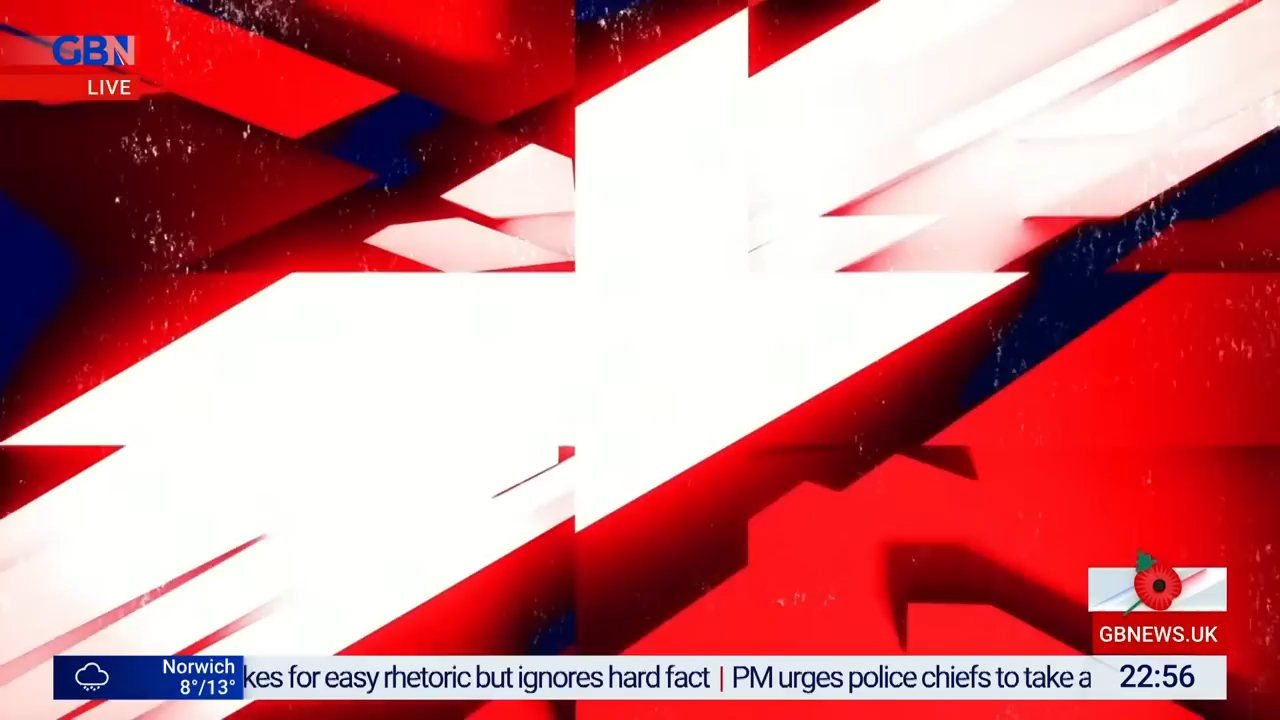 GBN
LIVE
GBNEWS.UK
Norwich
8°/13°
kes for easy rhetoric but ignores hard fact | PM urges police chiefs to take a
22:56